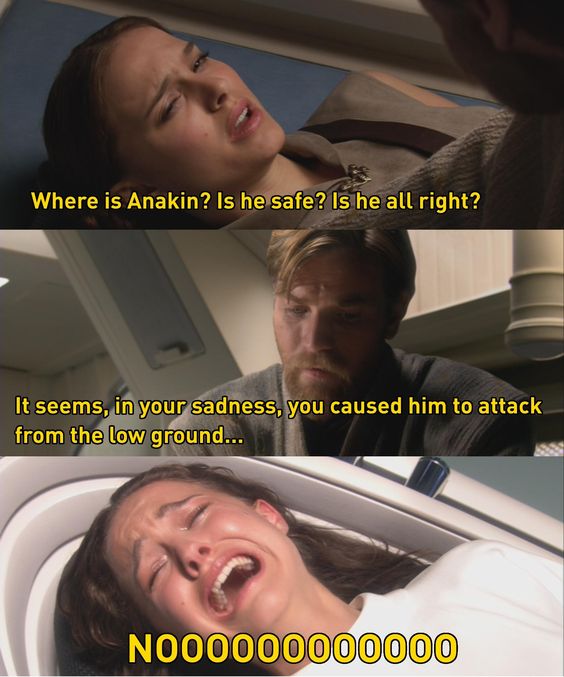 Where is Anakin? Is he safe? Is he all right?
It seems, in your sadness, you caused him to attack
from the low ground...
NOOOOOOOOOOOOO